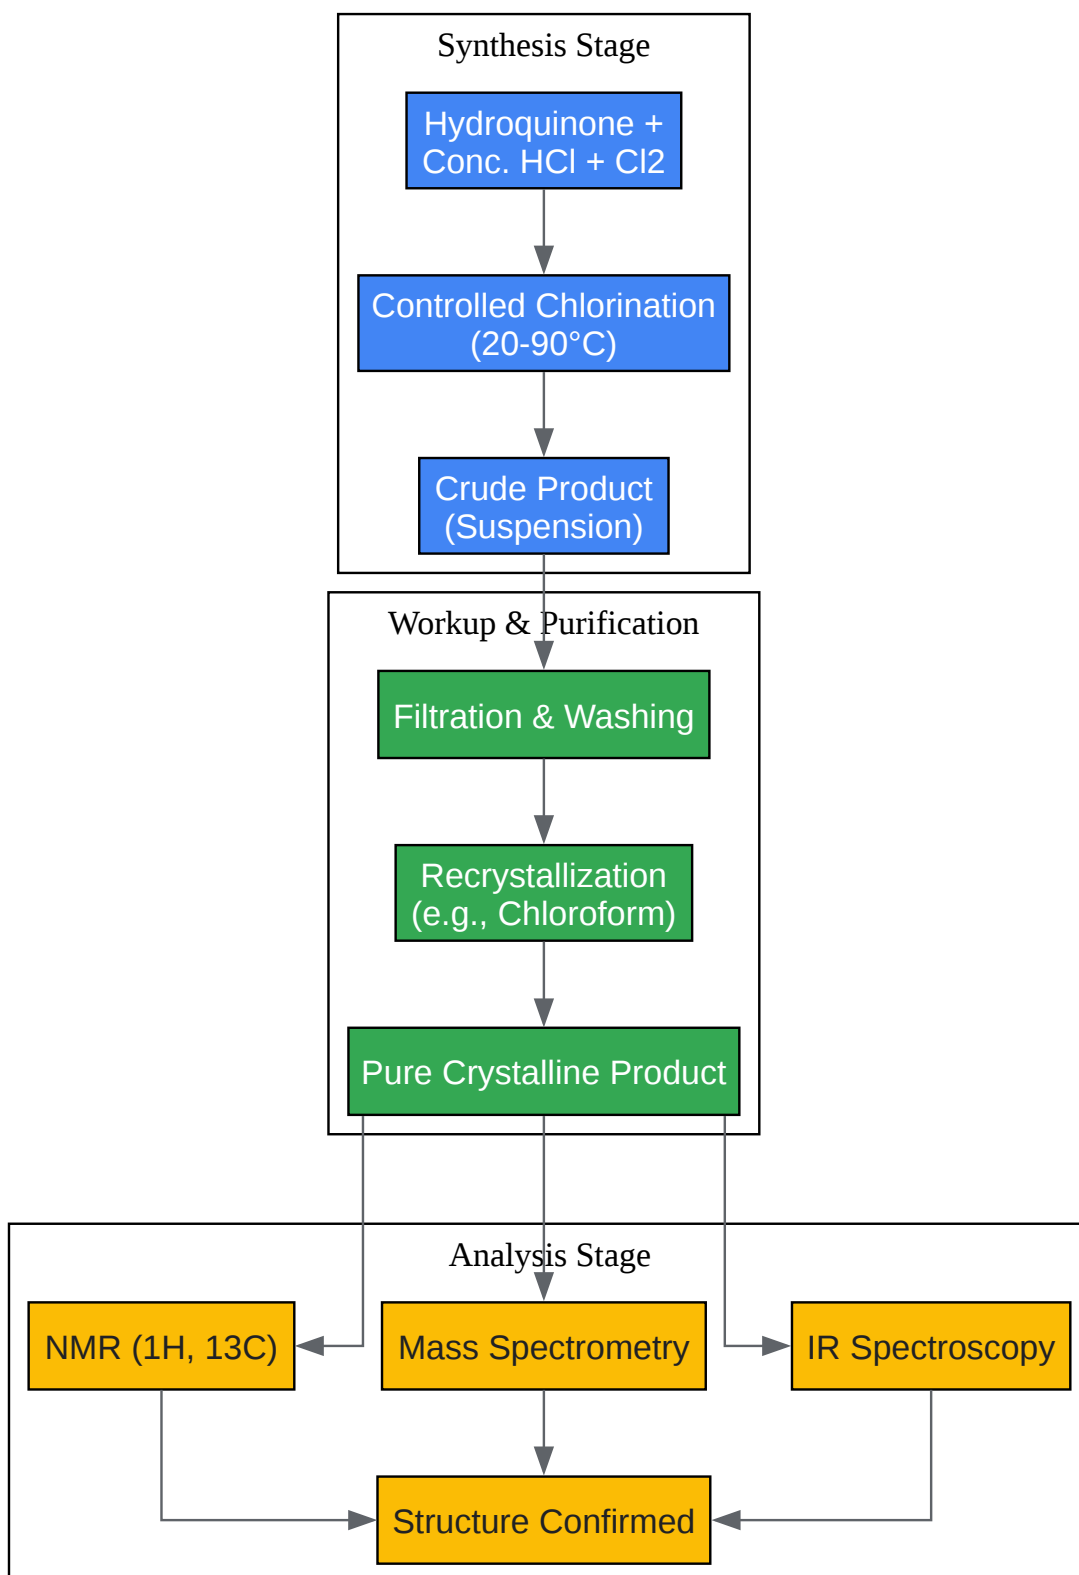 Synthesis Stage
Hydroquinone +
Conc. HCl + Cl2
Controlled Chlorination
(20-90°C)
Crude Product
(Suspension)
Workup & Purification
Filtration & Washing
Recrystallization
(e.g., Chloroform)
Pure Crystalline Product
Analysis Stage
NMR (1H, 13C)
Mass Spectrometry
IR Spectroscopy
Structure Confirmed